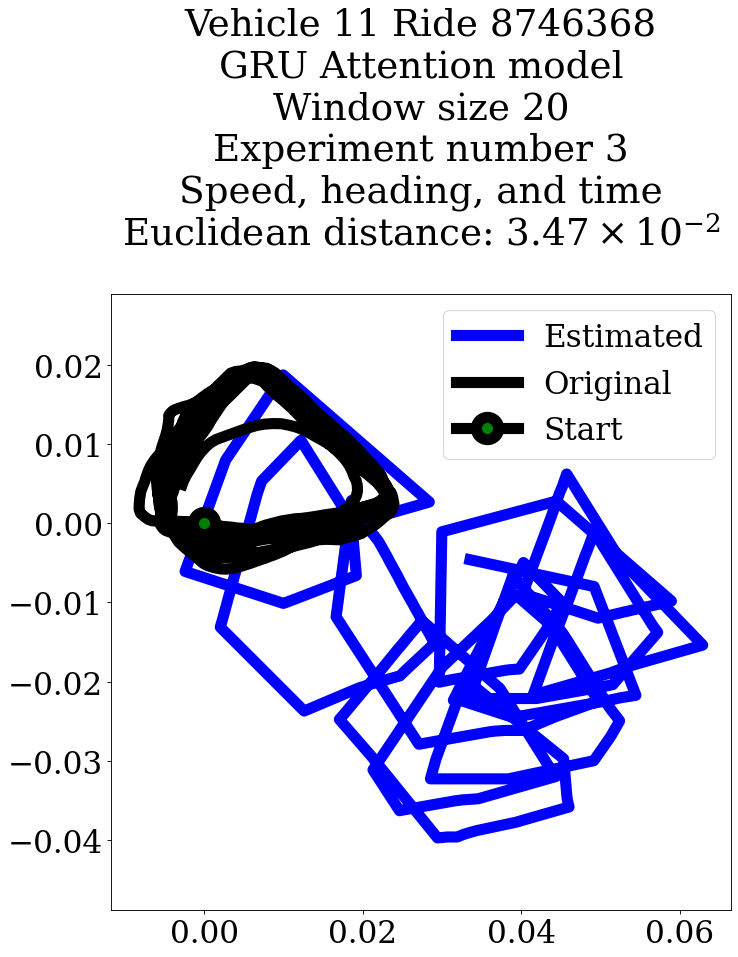 Vehicle 11 Ride 8746368
GRU Attention model
Window size 20
Experiment number 3
Speed, heading, and time
Euclidean distance: 3.47 × 10⁻²
Estimated
Original
Start
0.02
0.01
0.00
−0.01
−0.02
−0.03
−0.04
0.00 0.02 0.04 0.06